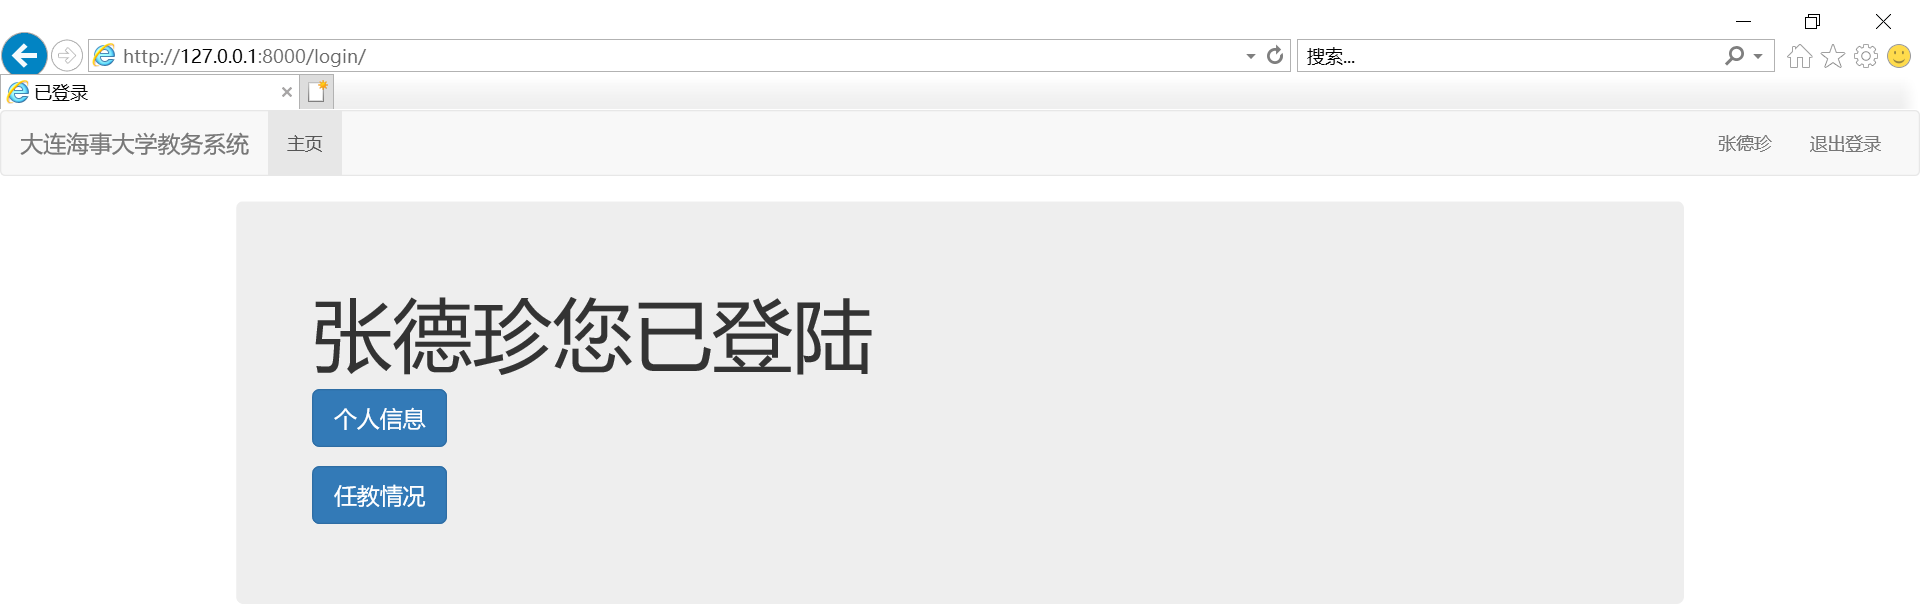 http://127.0.0.1:8000/login/
搜索...
已登录
大连海事大学教务系统 主页 张德珍 退出登录
张德珍您已登陆
个人信息
任教情况